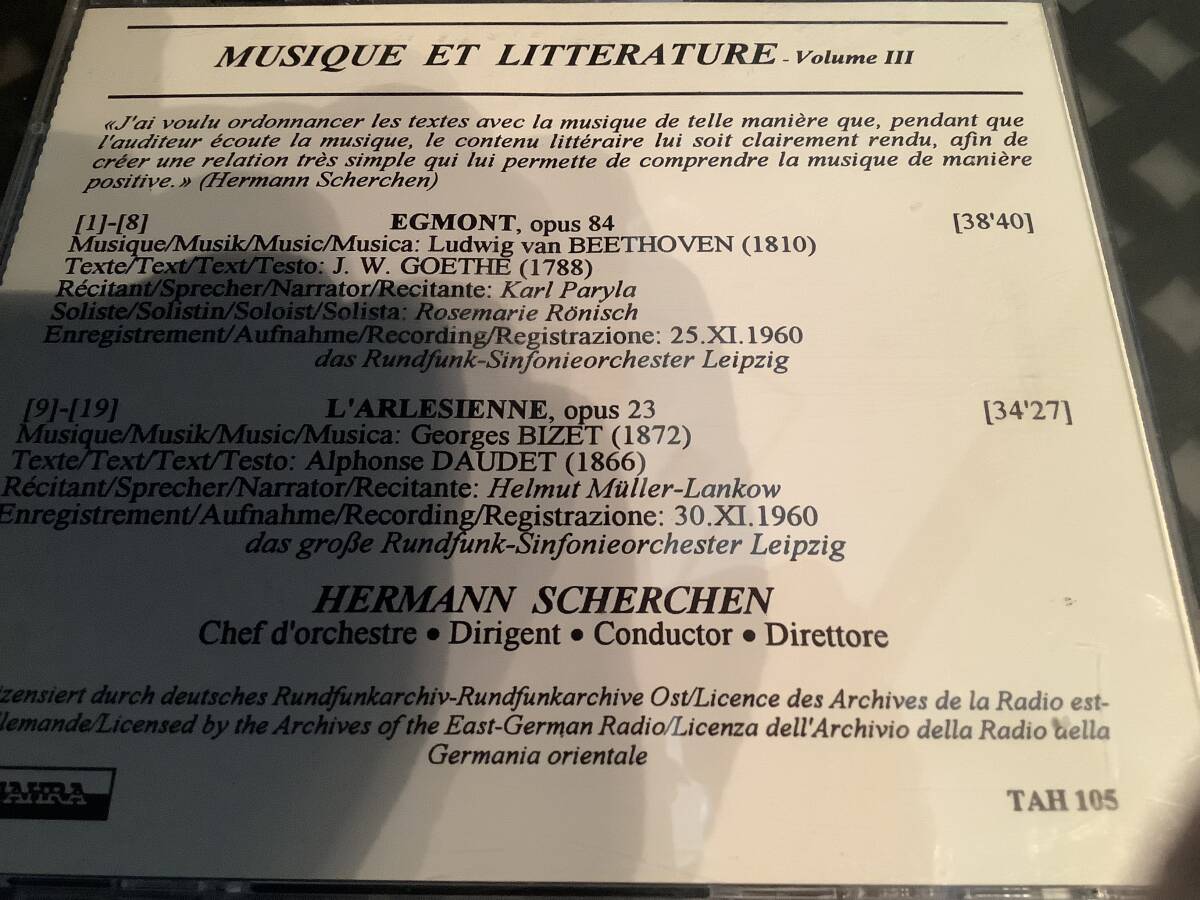 MUSIQUE ET LITTERATURE - Volume III
«J'ai voulu ordonnancer les textes avec la musique de telle manière que, pendant que
l'auditeur écoute la musique, le contenu littéraire lui soit clairement rendu, afin de
créer une relation très simple qui lui permette de comprendre la musique de manière
positive.» (Hermann Scherchen)
[1]-[8] EGMONT, opus 84 [38'40]
Musique/Musik/Music/Musica: Ludwig van BEETHOVEN (1810)
Texte/Text/Text/Testo: J. W. GOETHE (1788)
Récitant/Sprecher/Narrator/Recitante: Karl Paryla
Soliste/Solistin/Soloist/Solista: Rosemarie Rönisch
Enregistrement/Aufnahme/Recording/Registrazione: 25.XI.1960
das Rundfunk-Sinfonieorchester Leipzig
[9]-[19] L'ARLESIENNE, opus 23 [34'27]
Musique/Musik/Music/Musica: Georges BIZET (1872)
Texte/Text/Text/Testo: Alphonse DAUDET (1866)
Récitant/Sprecher/Narrator/Recitante: Helmut Müller-Lankow
Enregistrement/Aufnahme/Recording/Registrazione: 30.XI.1960
das große Rundfunk-Sinfonieorchester Leipzig
HERMANN SCHERCHEN
Chef d'orchestre • Dirigent • Conductor • Direttore
zensiert durch deutsches Rundfunkarchiv-Rundfunkarchive Ost/Licence des Archives de la Radio est-
lemande/Licensed by the Archives of the East-German Radio/Licenza dell'Archivio della Radio della
Germania orientale
TAH 105